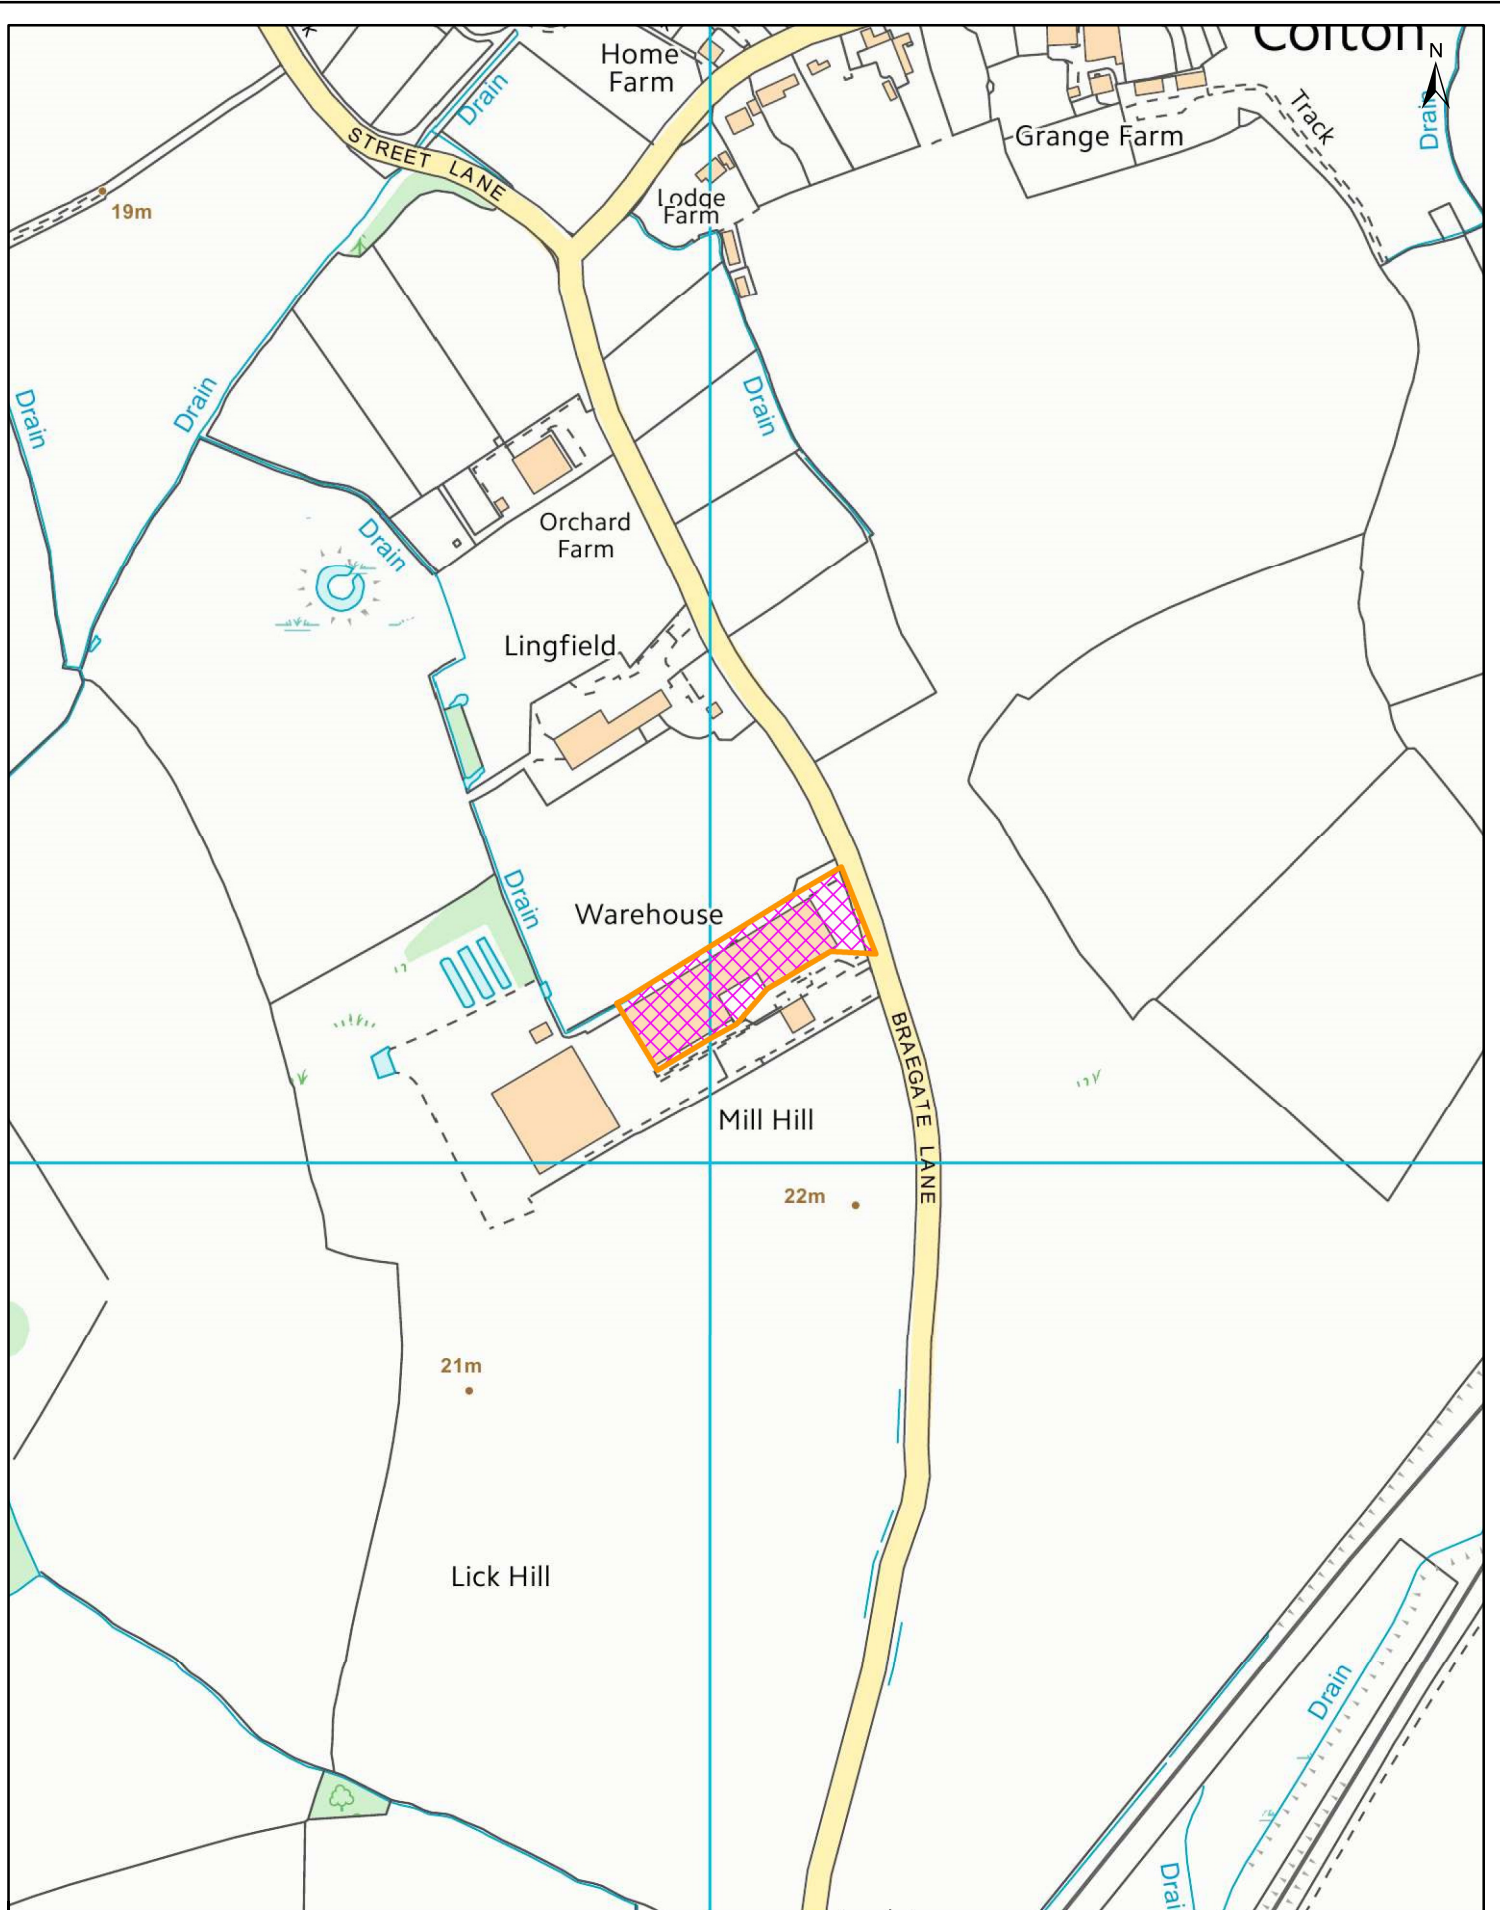 Colton
N
Home
Farm
Drain
Track
Drain
Grange Farm
STREET LANE
Lodge
Farm
19m
Drain
Drain
Drain
Orchard
Farm
Drain
Lingfield
Drain
Warehouse
BRAEGATE LANE
Mill Hill
22m
21m
Lick Hill
Drain